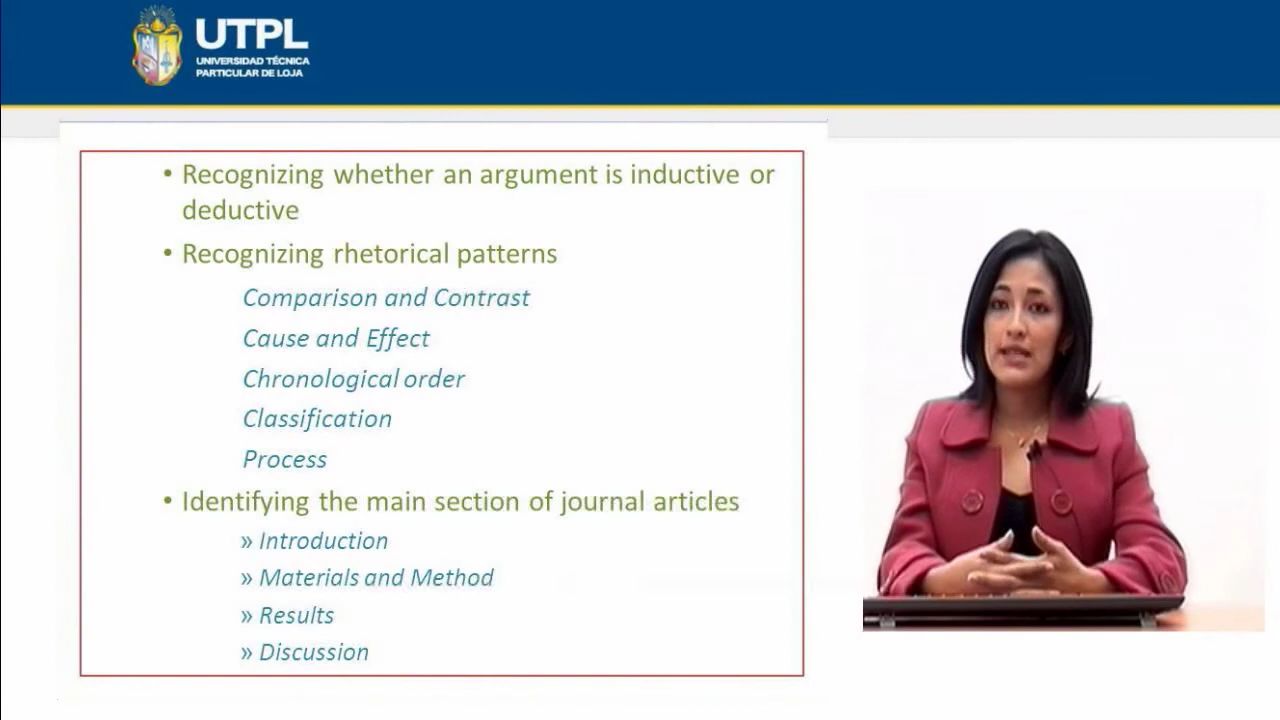 UTPL
UNIVERSIDAD TÉCNICA
PARTICULAR DE LOJA
• Recognizing whether an argument is inductive or
deductive
• Recognizing rhetorical patterns
Comparison and Contrast
Cause and Effect
Chronological order
Classification
Process
• Identifying the main section of journal articles
» Introduction
» Materials and Method
» Results
» Discussion